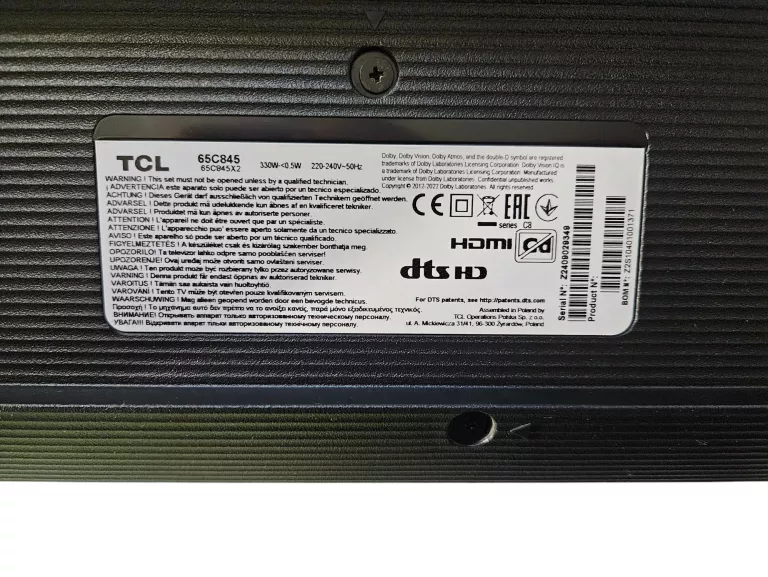 TCL
65C845
65C845X2
330W-<0.5W
220-240V~50Hz
WARNING ! This set must not be opened unless by a qualified technician.
¡ ADVERTENCIA este aparato solo puede ser abierto por un tecnico especializado.
ACHTUNG ! Dieses Gerät darf ausschließlich von qualifizierten Technikern geöffnet werden.
ADVARSEL ! Dette produkt må udelukkende åbnes af en kvalificeret tekniker.
ADVARSEL ! Produktet må kun åpnes av autoriserte personer.
ATTENTION ! L'appareil ne doit être ouvert que par un spécialiste.
ATTENZIONE ! L'apparecchio puo' essere aperto solamente da un tecnico specializzato.
AVISO ! Este aparelho só pode ser aberto por um técnico qualificado.
FIGYELMEZTETÉS ! A készüléket csak és kizárólag szakember bonthatja meg.
OPOZORILO! Ta televizor lahko odpre samo pooblaščen serviser.
UPOZORENJE! Ovaj uređaj može otvoriti samo ovlašteni serviser.
UWAGA ! Ten produkt może być rozbierany tylko przez autoryzowane serwisy.
VARNING ! Denna produkt får endast öppnas av auktoriserad tekniker.
VAROITUS ! Tämän saa aukaista vain huoltoyhtiö.
VAROVÁNÍ ! Tento TV může být otevřen pouze kvalifikovaným servisem.
WAARSCHUWING ! Mag alleen geopend worden door een bevoegde technicus.
Προσοχή ! Το μηχάνημα αυτό δεν πρέπει να το ανοίξει κανείς, παρά μόνο εξειδικευμένος τεχνικός.
ВНИМАНИЕ! Открывать аппарат только авторизованному техническому персоналу.
УВАГА!!! Відкривати апарат тільки авторизованому технічному персоналу.
Dolby, Dolby Vision, Dolby Atmos, and the double-D symbol are registered
trademarks of Dolby Laboratories Licensing Corporation. Dolby Vision IQ is
trademark of Dolby Laboratories Licensing Corporation. Manufactured
under license from Dolby Laboratories. Confidential unpublished works.
Copyright © 2012-2022 Dolby Laboratories. All rights reserved.
CE
EAC
series C8
HDMI
dts HD
For DTS patents, see http://patents.dts.com
Assembled in Poland by
TCL Operations Polska Sp. z o.o.
ul. A. Mickiewicza 31/41, 96-300 Żyrardów, Poland
Serial N°: Z2409029349
Product N°:
BOM N°: Z2S10401001371